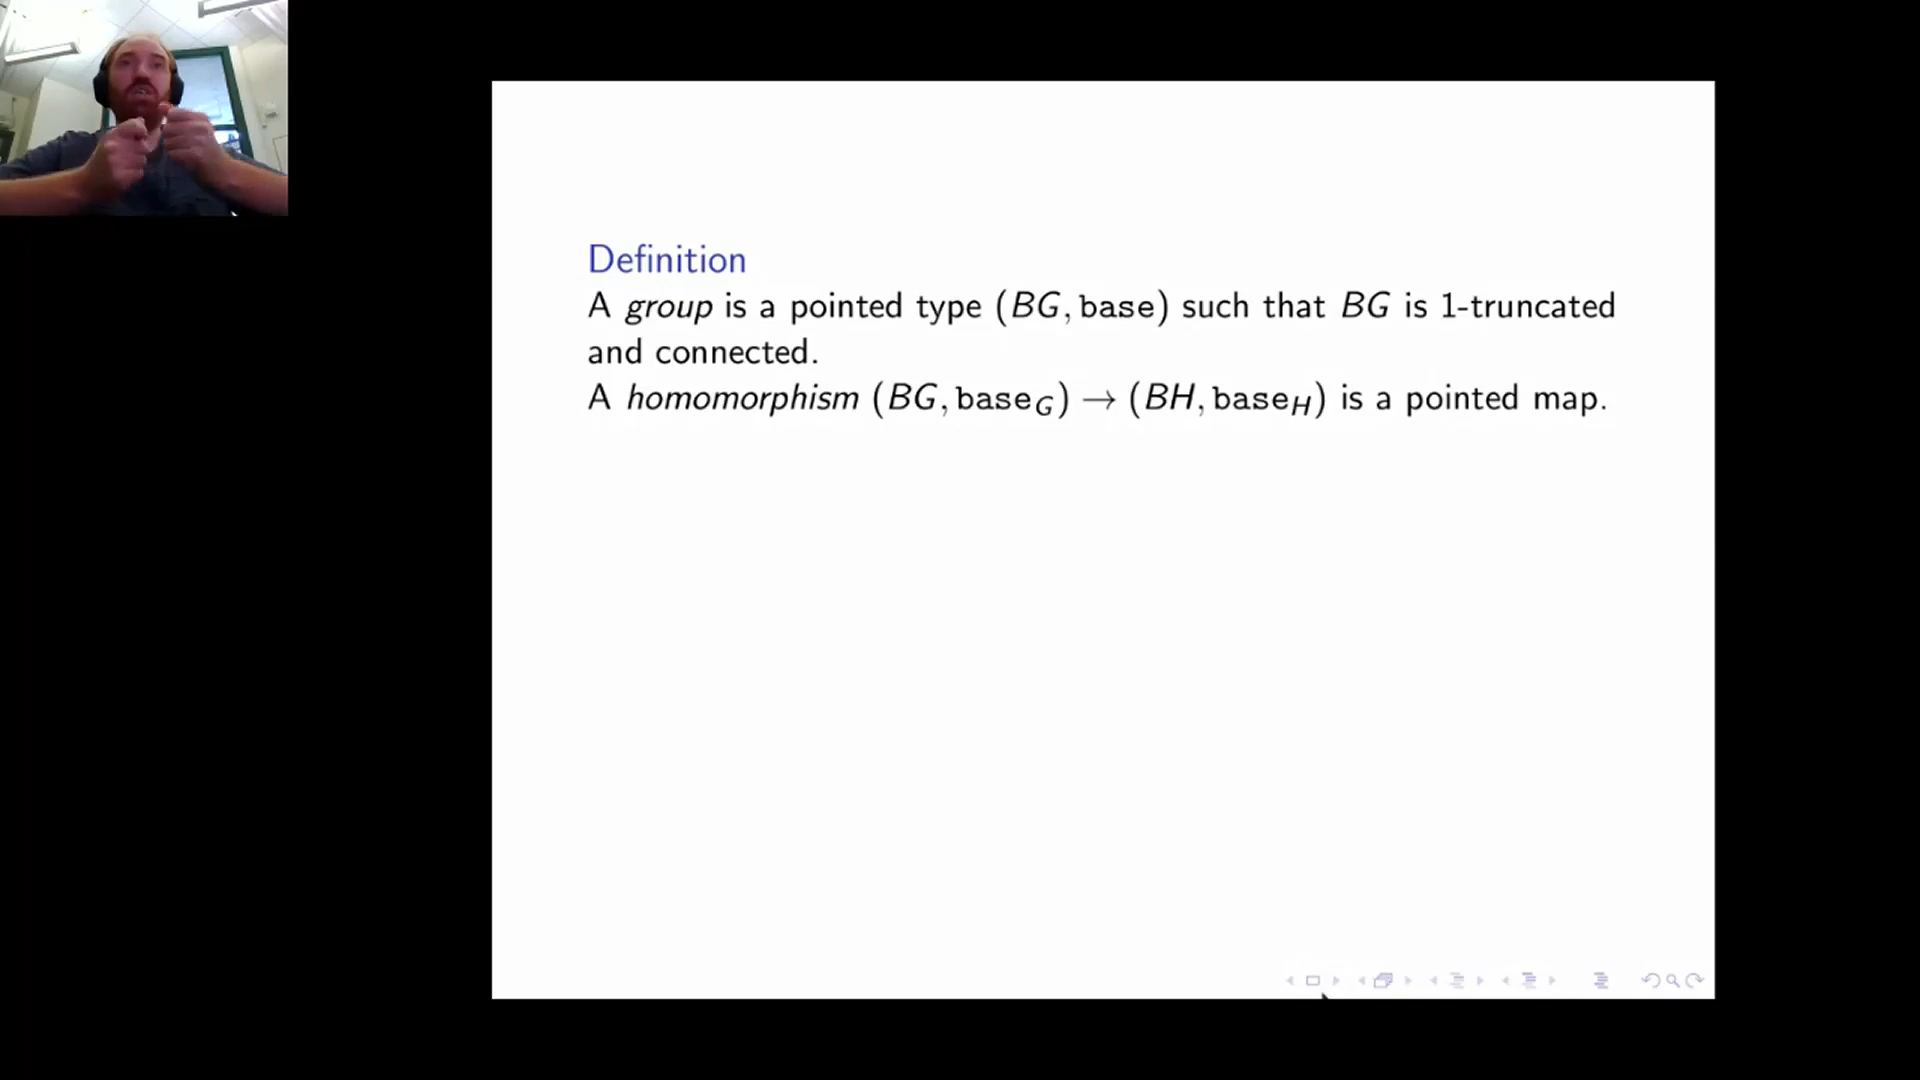 Definition
A group is a pointed type (BG, base) such that BG is 1-truncated
and connected.
A homomorphism (BG, base_G) → (BH, base_H) is a pointed map.